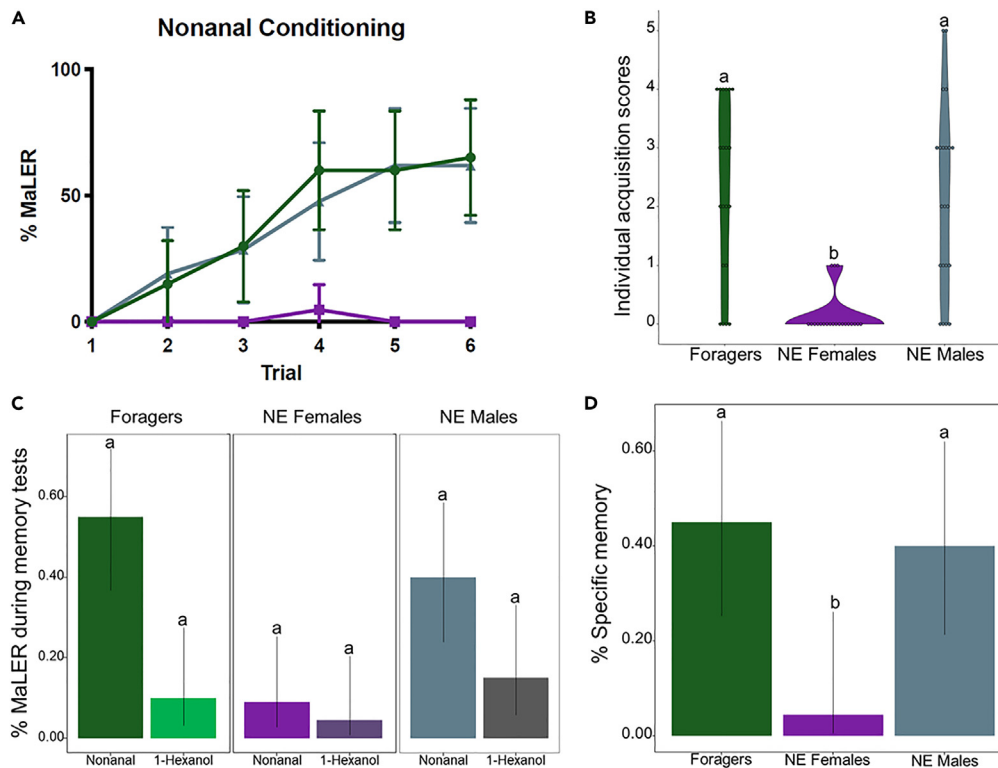 A
Nonanal Conditioning
% MaLER
100
50
0
1 2 3 4 5 6
Trial
B
Individual acquisition scores
5
4
3
2
1
0
a
b
a
Foragers NE Females NE Males
C
Foragers NE Females NE Males
% MaLER during memory tests
0.60
0.40
0.20
0.00
a
a
a
a
a
a
Nonanal 1-Hexanol Nonanal 1-Hexanol Nonanal 1-Hexanol
D
% Specific memory
0.60
0.40
0.20
0.00
a
b
a
Foragers NE Females NE Males